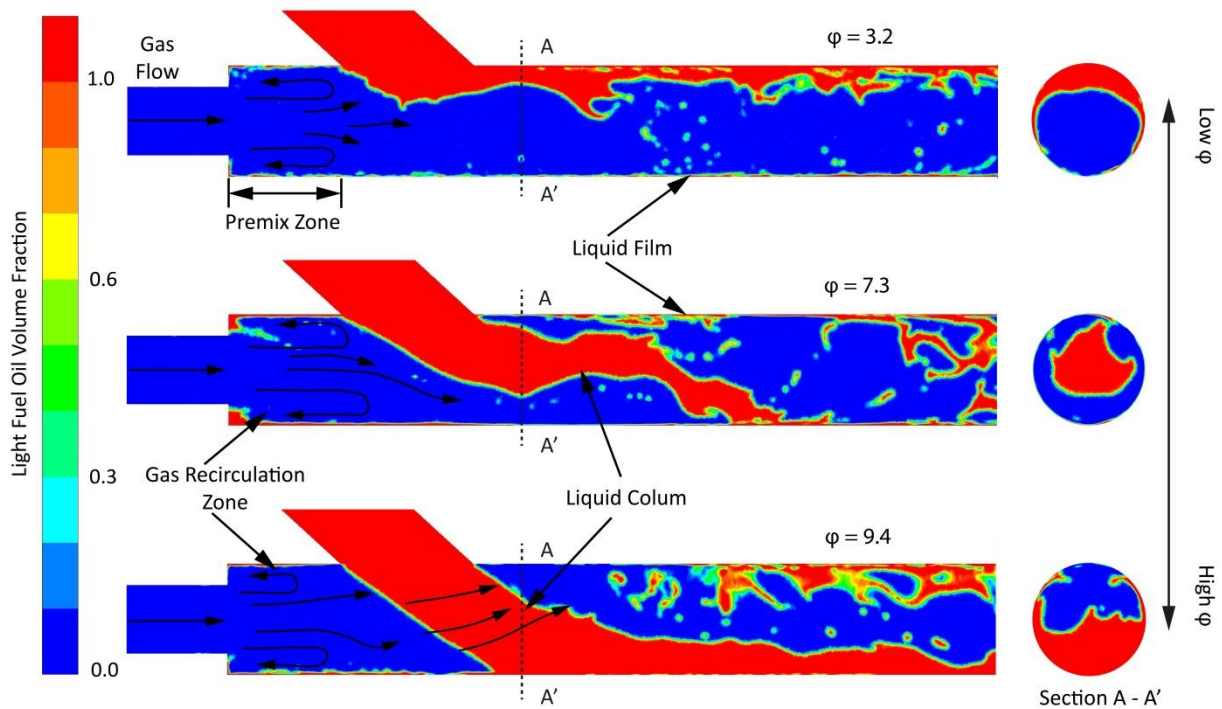 Gas
Flow
A
φ = 3.2
1.0
Low φ
Premix Zone
A'
Liquid Film
Light Fuel Oil Volume Fraction
0.6
A
φ = 7.3
0.3
Gas Recirculation
Zone
A'
Liquid Colum
A
φ = 9.4
High φ
0.0
A'
Section A - A'